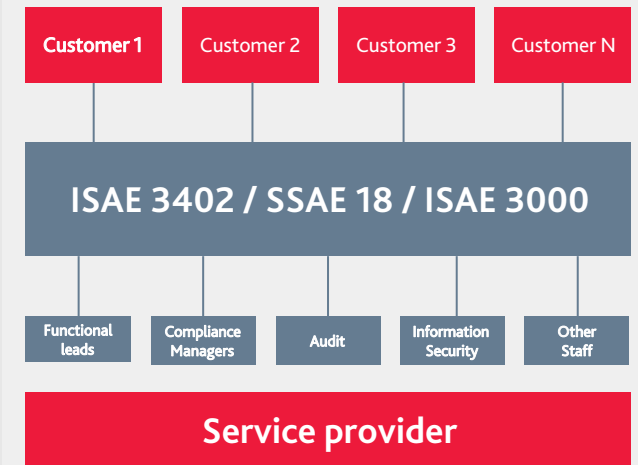 Customer 1
Customer 2
Customer 3
Customer N
ISAE 3402 / SSAE 18 / ISAE 3000
Functional
leads
Compliance
Managers
Audit
Information
Security
Other
Staff
Service provider